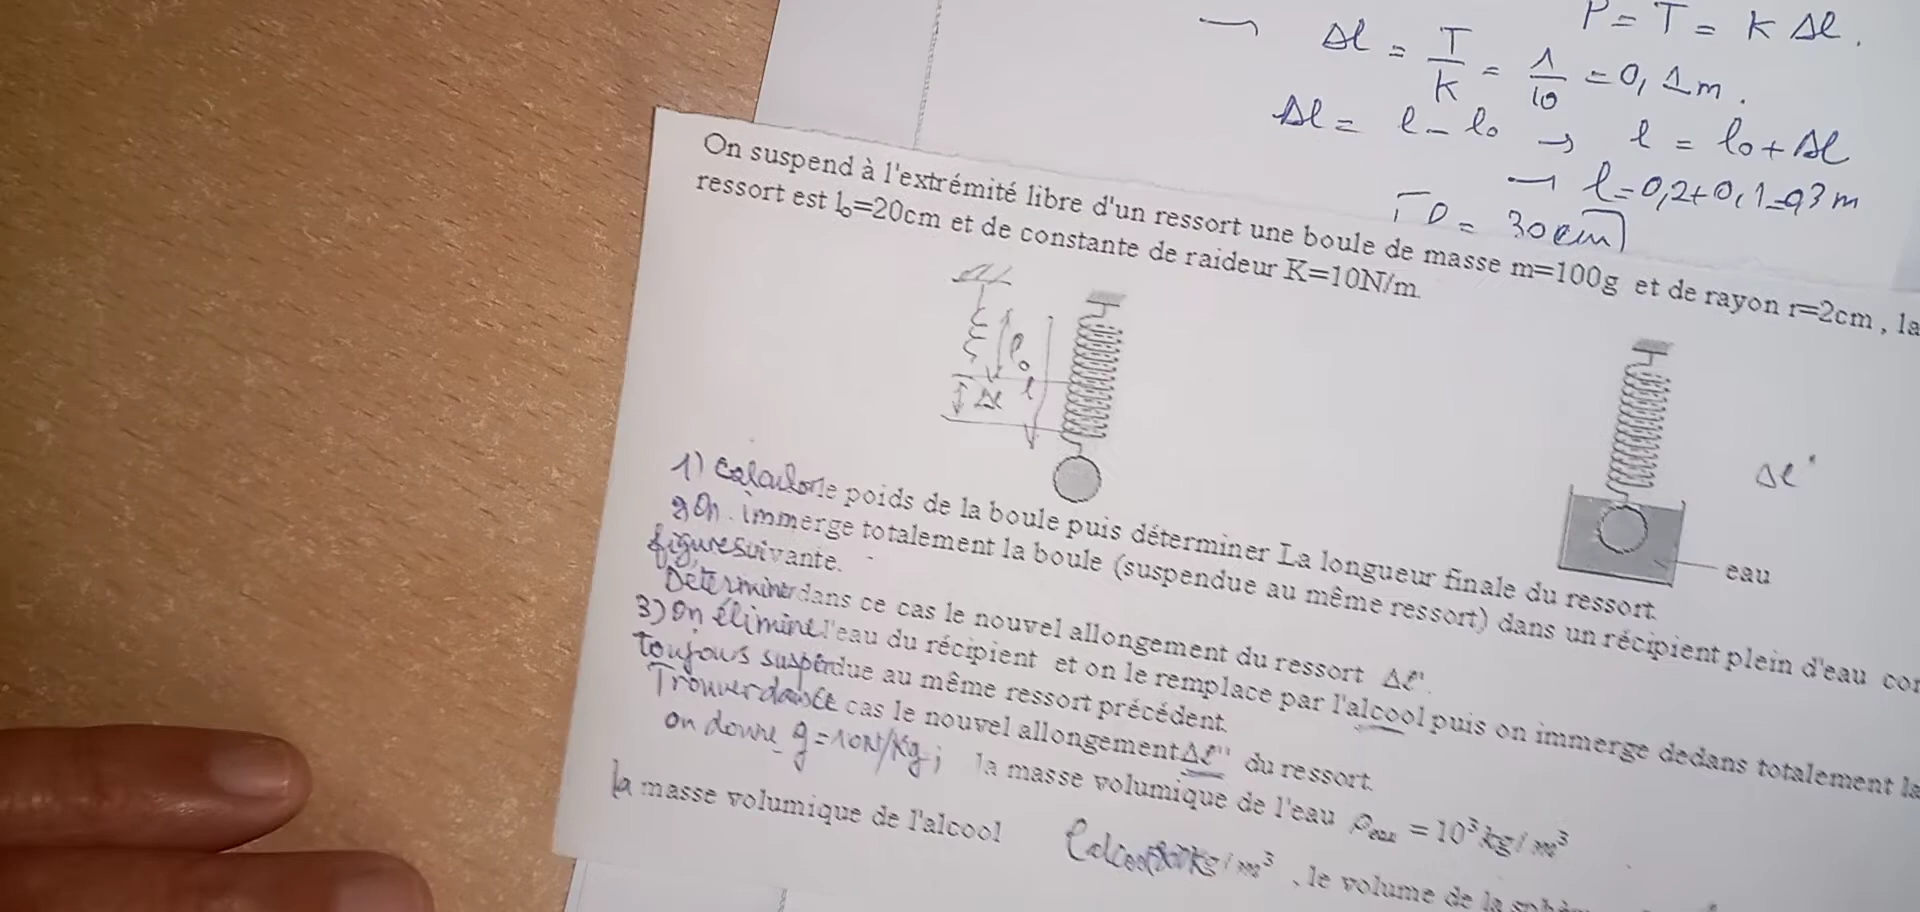 P = T = K Δl.
→ Δl = T/K = 1/10 = 0,1m.
Δl = l - l₀ → l = l₀ + Δl
→ l = 0,2+0,1=0,3m
= 30cm
On suspend à l'extrémité libre d'un ressort une boule de masse m=100g et de rayon r=2cm, la
ressort est l₀=20cm et de constante de raideur K=10N/m.
l₀
l
Δl
Δl'
eau
1) Calculer le poids de la boule puis déterminer La longueur finale du ressort.
2) On immerge totalement la boule (suspendue au même ressort) dans un récipient plein d'eau
figure suivante.
Déterminer dans ce cas le nouvel allongement du ressort Δl'.
3) On élimine l'eau du récipient et on le remplace par l'alcool puis on immerge dedans totalement la
toujours suspendue au même ressort précédent.
Trouver dans ce cas le nouvel allongement Δl'' du ressort.
on donne g=10N/Kg; la masse volumique de l'eau ρeau = 10³ kg/m³
la masse volumique de l'alcool kg/m³, le volume de la